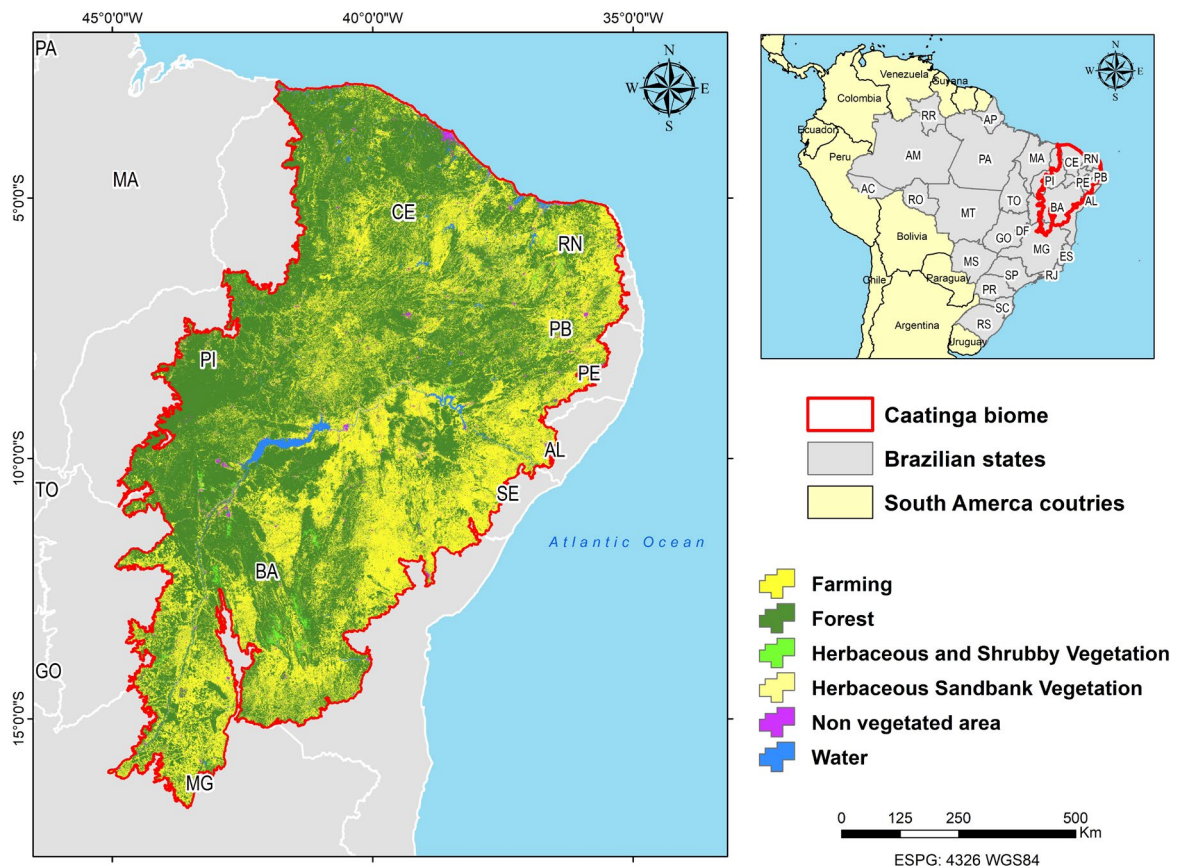 45°0'0"W
40°0'0"W
35°0'0"W
PA
MA
CE
RN
PB
PE
PI
AL
SE
TO
BA
GO
MG
5°0'0"S
10°0'0"S
15°0'0"S
N
W
E
S
Atlantic Ocean
Venezuela
Guyana
Colombia
Ecuador
Peru
Bolivia
Chile
Paraguay
Argentina
Uruguay
RR
AP
AM
PA
MA
CE
RN
PI
PE
PB
AL
AC
RO
TO
BA
MT
GO
DF
MG
ES
MS
SP
RJ
PR
SC
RS
N
W
E
S
Caatinga biome
Brazilian states
South Amerca coutries
Farming
Forest
Herbaceous and Shrubby Vegetation
Herbaceous Sandbank Vegetation
Non vegetated area
Water
0 125 250 500
Km
ESPG: 4326 WGS84